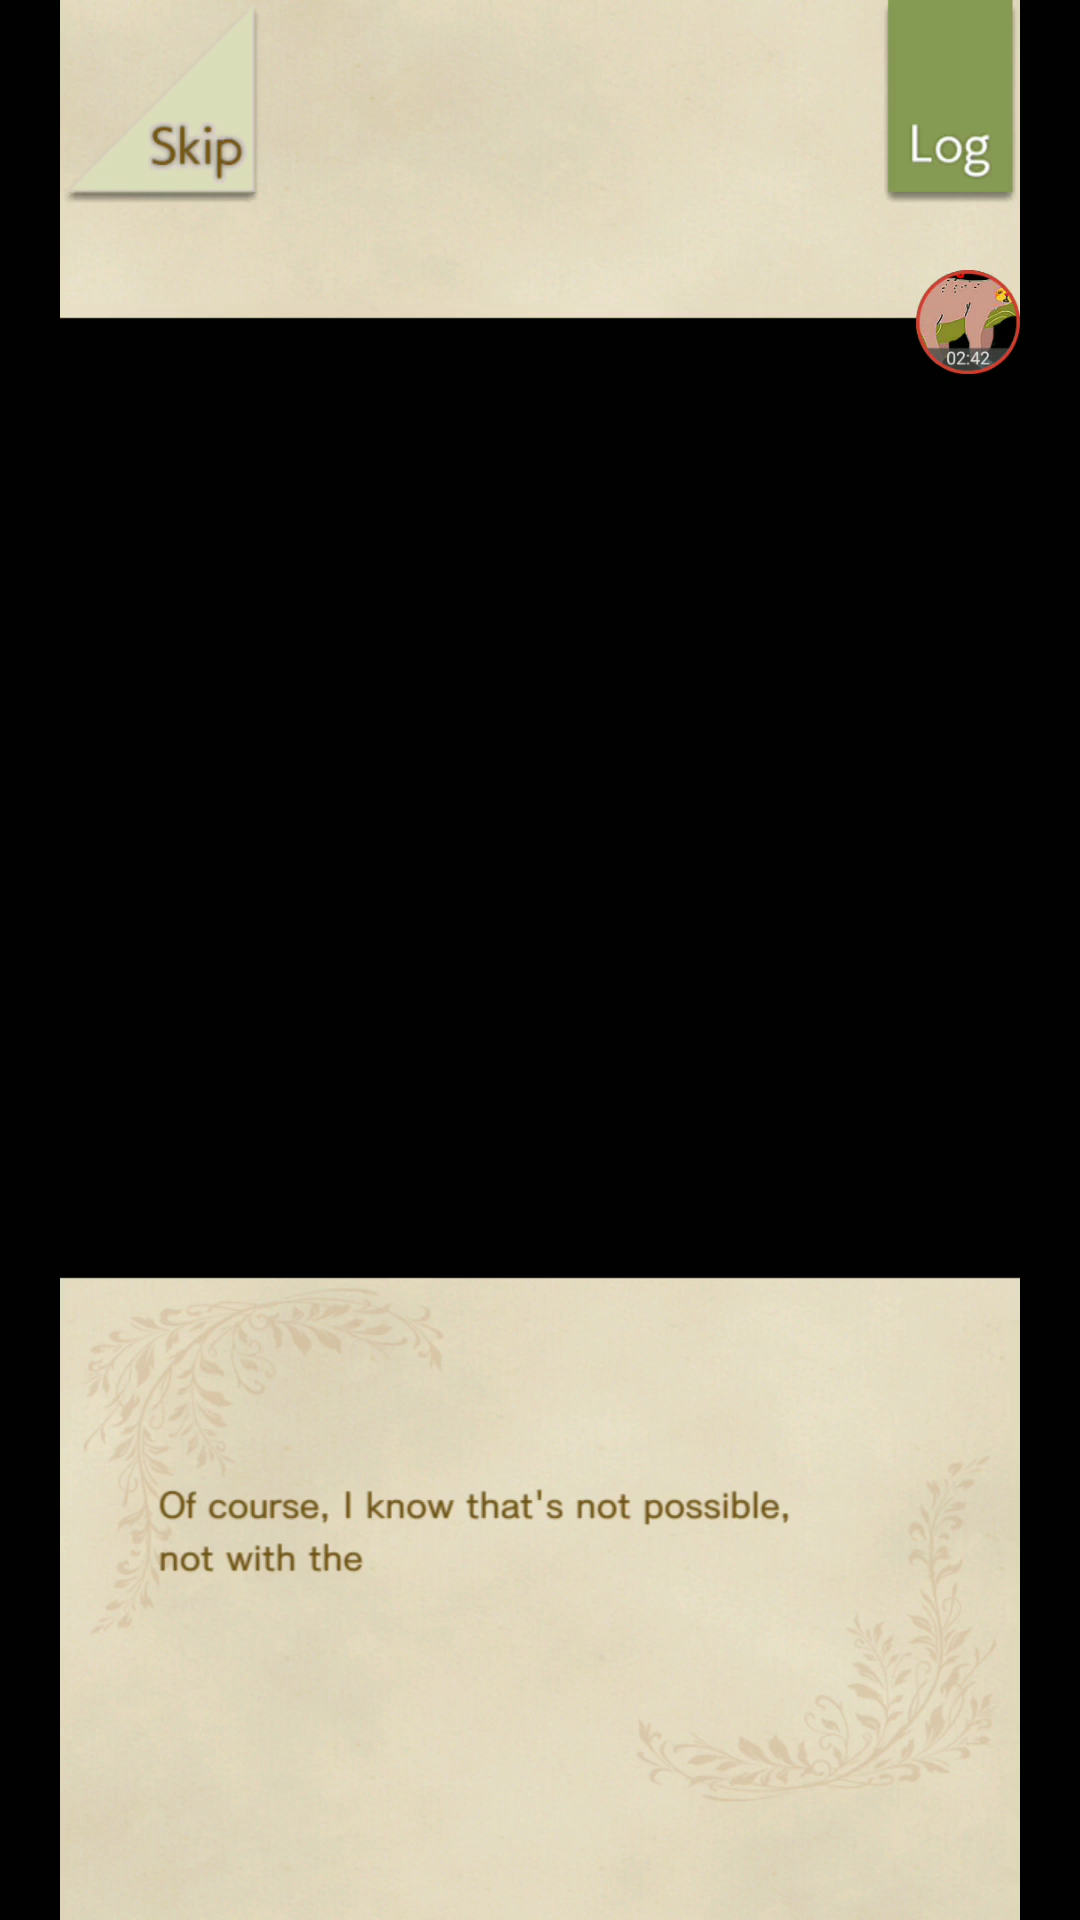 Skip
Log
02:42
Of course, I know that's not possible,
not with the